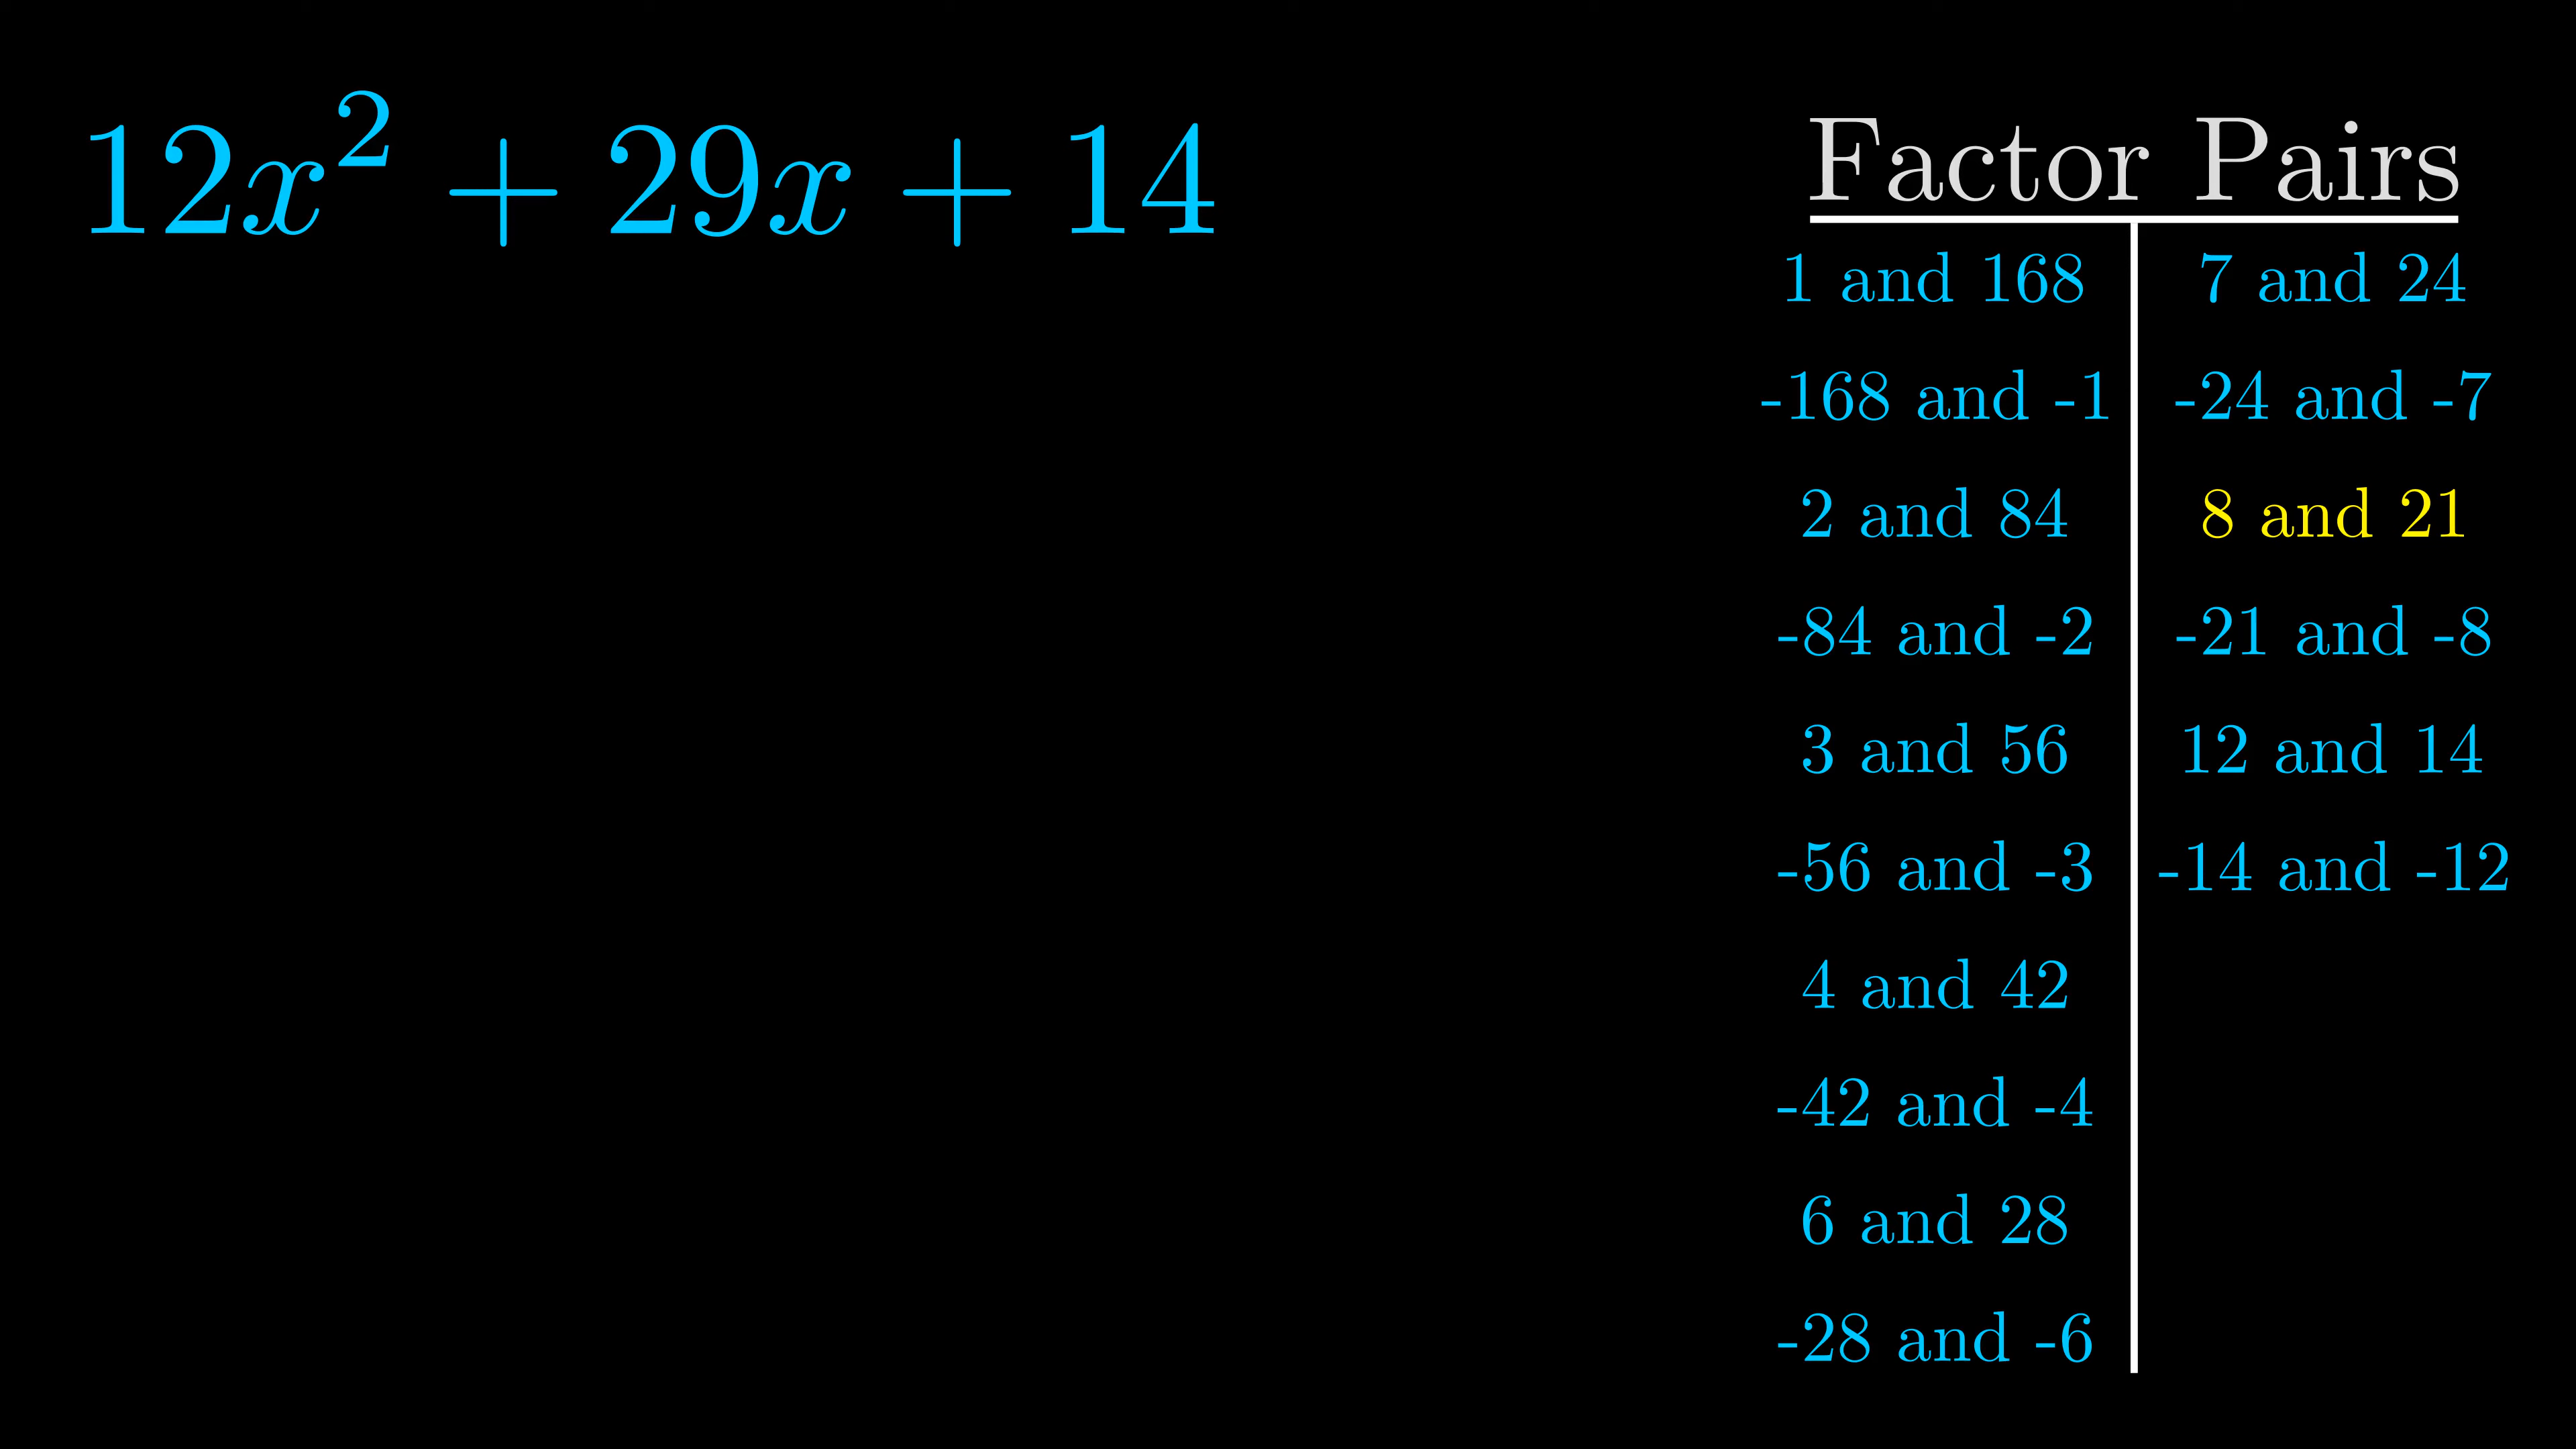 12x² + 29x + 14
Factor Pairs
1 and 168
-168 and -1
2 and 84
-84 and -2
3 and 56
-56 and -3
4 and 42
-42 and -4
6 and 28
-28 and -6
7 and 24
-24 and -7
8 and 21
-21 and -8
12 and 14
-14 and -12